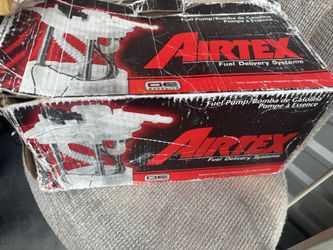 Fuel Pump/Bomba de Gasolina
Pompe à Essence
AIRTEX
Fuel Delivery Systems
Fuel Pump/Bomba de Gasolina
Pompe à Essence
AIRTEX
Fuel Delivery Systems